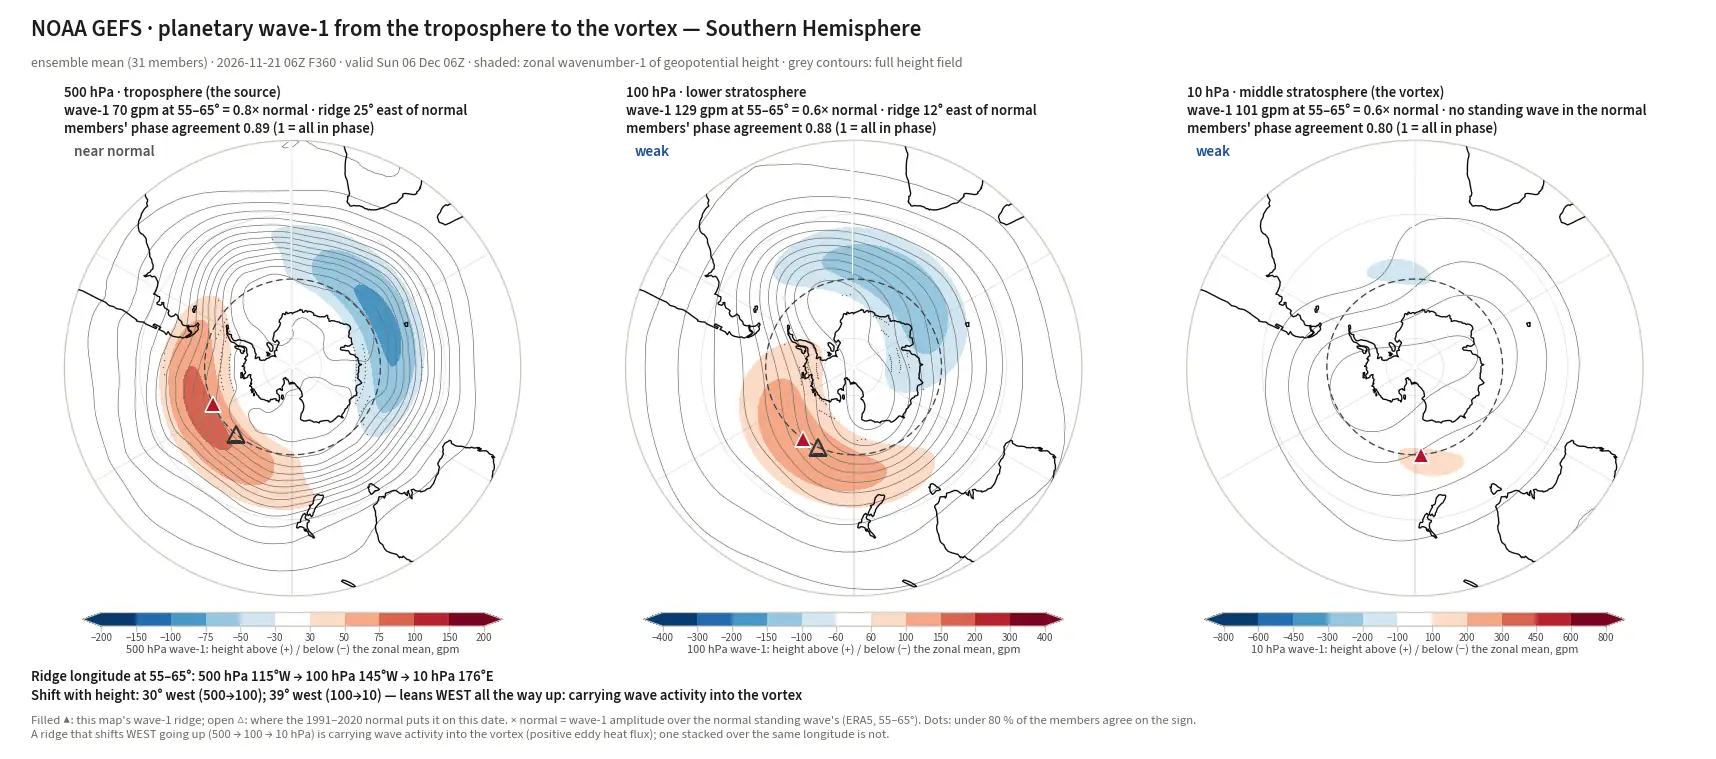 NOAA GEFS · planetary wave-1 from the troposphere to the vortex — Southern Hemisphere
ensemble mean (31 members) · 2026-11-21 06Z F360 · valid Sun 06 Dec 06Z · shaded: zonal wavenumber-1 of geopotential height · grey contours: full height field
500 hPa · troposphere (the source)
wave-1 70 gpm at 55–65° = 0.8× normal · ridge 25° east of normal
members' phase agreement 0.89 (1 = all in phase)
near normal
100 hPa · lower stratosphere
wave-1 129 gpm at 55–65° = 0.6× normal · ridge 12° east of normal
members' phase agreement 0.88 (1 = all in phase)
weak
10 hPa · middle stratosphere (the vortex)
wave-1 101 gpm at 55–65° = 0.6× normal · no standing wave in the normal
members' phase agreement 0.80 (1 = all in phase)
weak
−200 −150 −100 −75 −50 −30 30 50 75 100 150 200
500 hPa wave-1: height above (+) / below (−) the zonal mean, gpm
−400 −300 −200 −150 −100 −60 60 100 150 200 300 400
100 hPa wave-1: height above (+) / below (−) the zonal mean, gpm
−800 −600 −450 −300 −200 −100 100 200 300 450 600 800
10 hPa wave-1: height above (+) / below (−) the zonal mean, gpm
Ridge longitude at 55–65°: 500 hPa 115°W → 100 hPa 145°W → 10 hPa 176°E
Shift with height: 30° west (500→100); 39° west (100→10) — leans WEST all the way up: carrying wave activity into the vortex
Filled ▲: this map's wave-1 ridge; open △: where the 1991–2020 normal puts it on this date. × normal = wave-1 amplitude over the normal standing wave's (ERA5, 55–65°). Dots: under 80 % of the members agree on the sign.
A ridge that shifts WEST going up (500 → 100 → 10 hPa) is carrying wave activity into the vortex (positive eddy heat flux); one stacked over the same longitude is not.